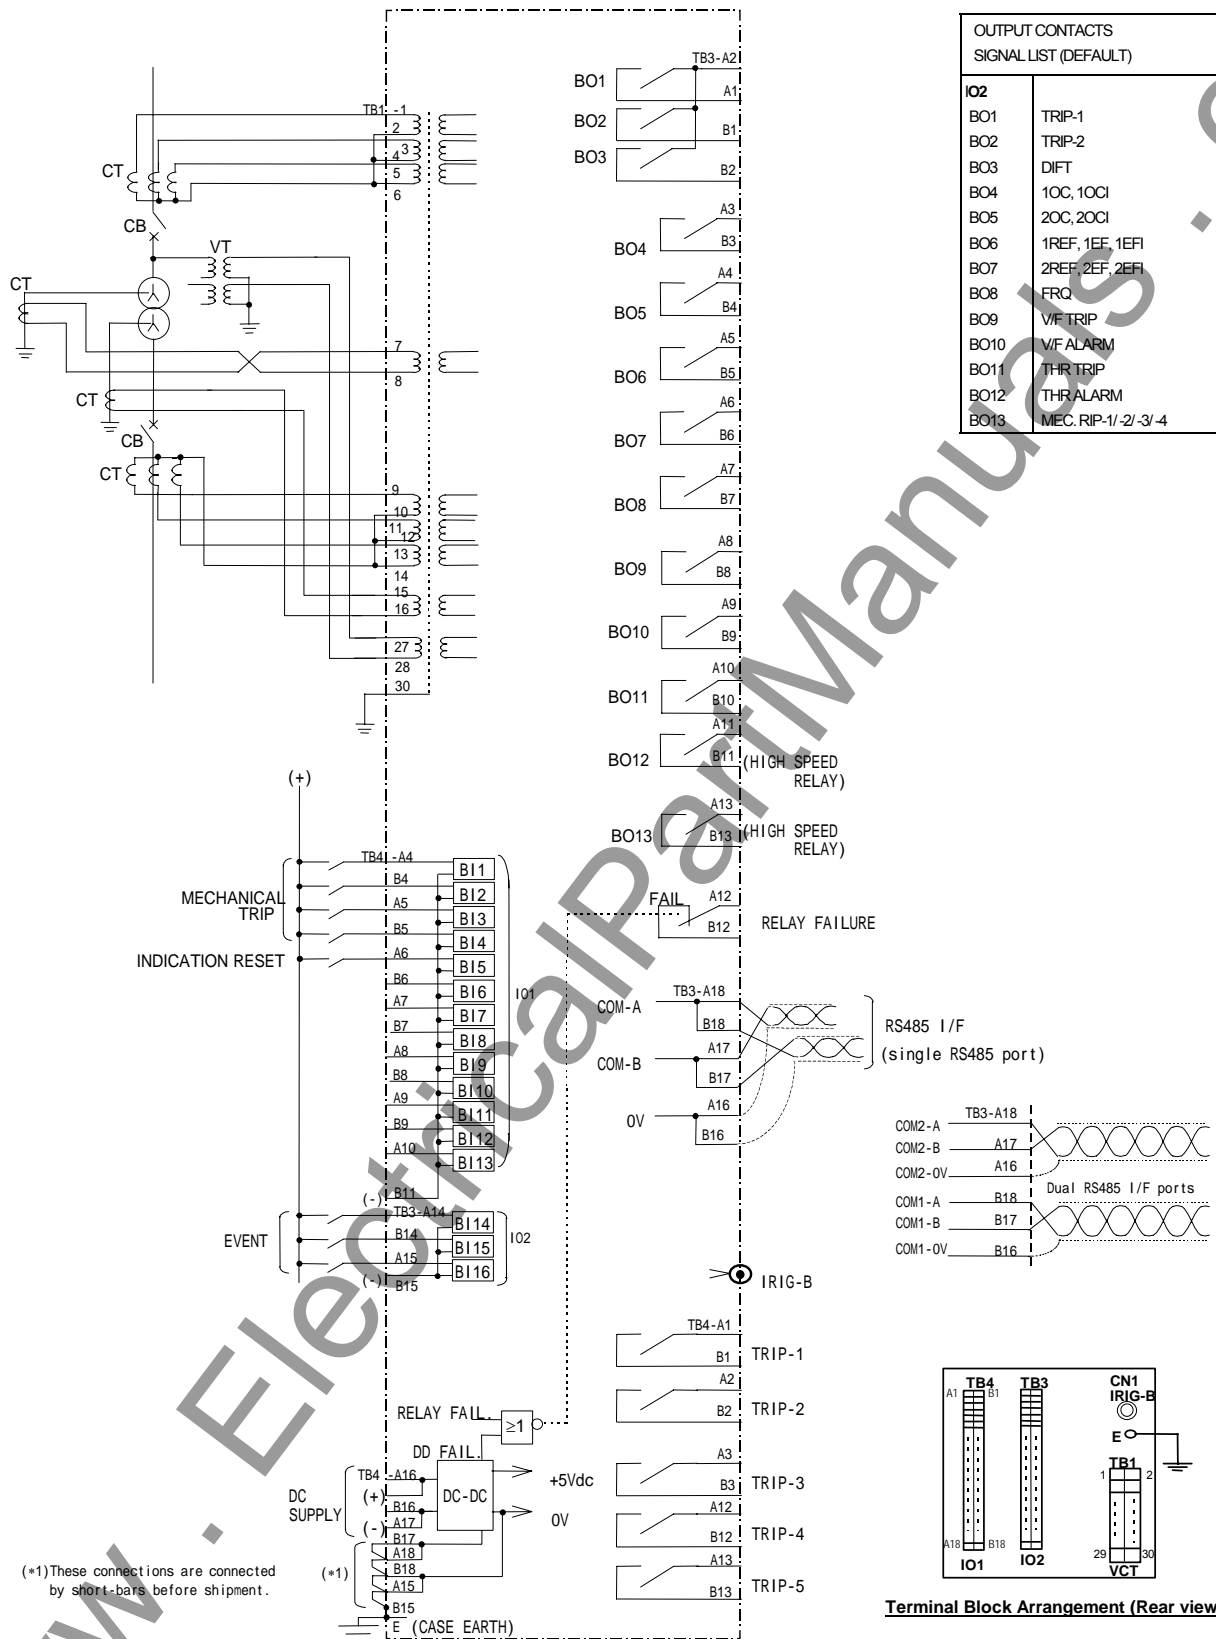 OUTPUT CONTACTS
SIGNAL LIST (DEFAULT)
IO2
BO1 TRIP-1
BO2 TRIP-2
BO3 DIFT
BO4 1OC, 1OCI
BO5 2OC, 2OCI
BO6 1REF, 1EF, 1EFI
BO7 2REF, 2EF, 2EFI
BO8 FRQ
BO9 V/F TRIP
BO10 V/F ALARM
BO11 THR TRIP
BO12 THR ALARM
BO13 MEC. RIP-1/ -2/ -3/ -4
TB1 -1
2
3
4
5
6
CT
CB
VT
CT
7
8
CT
CB
CT
9
10
11
12
13
14
15
16
27
28
30
BO1 TB3-A2
A1
BO2 B1
BO3 B2
BO4 A3
B3
BO5 A4
B4
BO6 A5
B5
BO7 A6
B6
BO8 A7
B7
BO9 A8
B8
BO10 A9
B9
BO11 A10
B10
BO12 A11
B11 (HIGH SPEED
RELAY)
BO13 A13
B13 (HIGH SPEED
RELAY)
FAIL A12
B12 RELAY FAILURE
(+)
MECHANICAL
TRIP
INDICATION RESET
TB4 -A4 BI1
B4 BI2
A5 BI3
B5 BI4
A6 BI5
B6 BI6
A7 BI7
B7 BI8
A8 BI9
B8 BI10
A9 BI11
B9 BI12
A10 BI13
IO1
(-) B11
EVENT
TB3-A14 BI14
B14 BI15
A15 BI16
IO2
(-) B15
COM-A TB3-A18
B18
COM-B A17
B17
0V A16
B16
RS485 I/F
(single RS485 port)
COM2-A TB3-A18
COM2-B A17
COM2-0V A16
Dual RS485 I/F ports
COM1-A B18
COM1-B B17
COM1-0V B16
IRIG-B
TB4-A1
B1 TRIP-1
A2
B2 TRIP-2
A3
B3 TRIP-3
A12
B12 TRIP-4
A13
B13 TRIP-5
RELAY FAIL.
≥1
DD FAIL.
DC-DC
+5Vdc
0V
DC
SUPPLY
TB4 -A16
(+)
B16
(-) A17
B17
A18
B18
(*1) A15
B15
E (CASE EARTH)
(*1)These connections are connected
by short-bars before shipment.
TB4 TB3 CN1
IRIG-B
A1 B1
E
TB1
1 2
A18 B18
29 30
IO1 IO2 VCT
Terminal Block Arrangement (Rear view
www . ElectricalPartManuals .